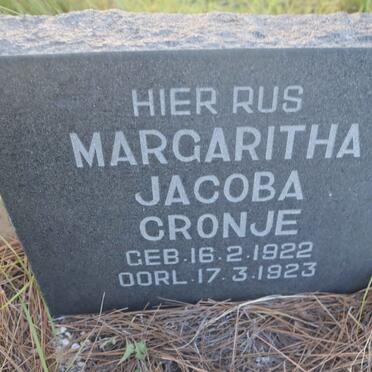 HIER RUS
MARGARITHA
JACOBA
CRONJE
GEB. 16. 2. 1922
OORL. 17. 3. 1923